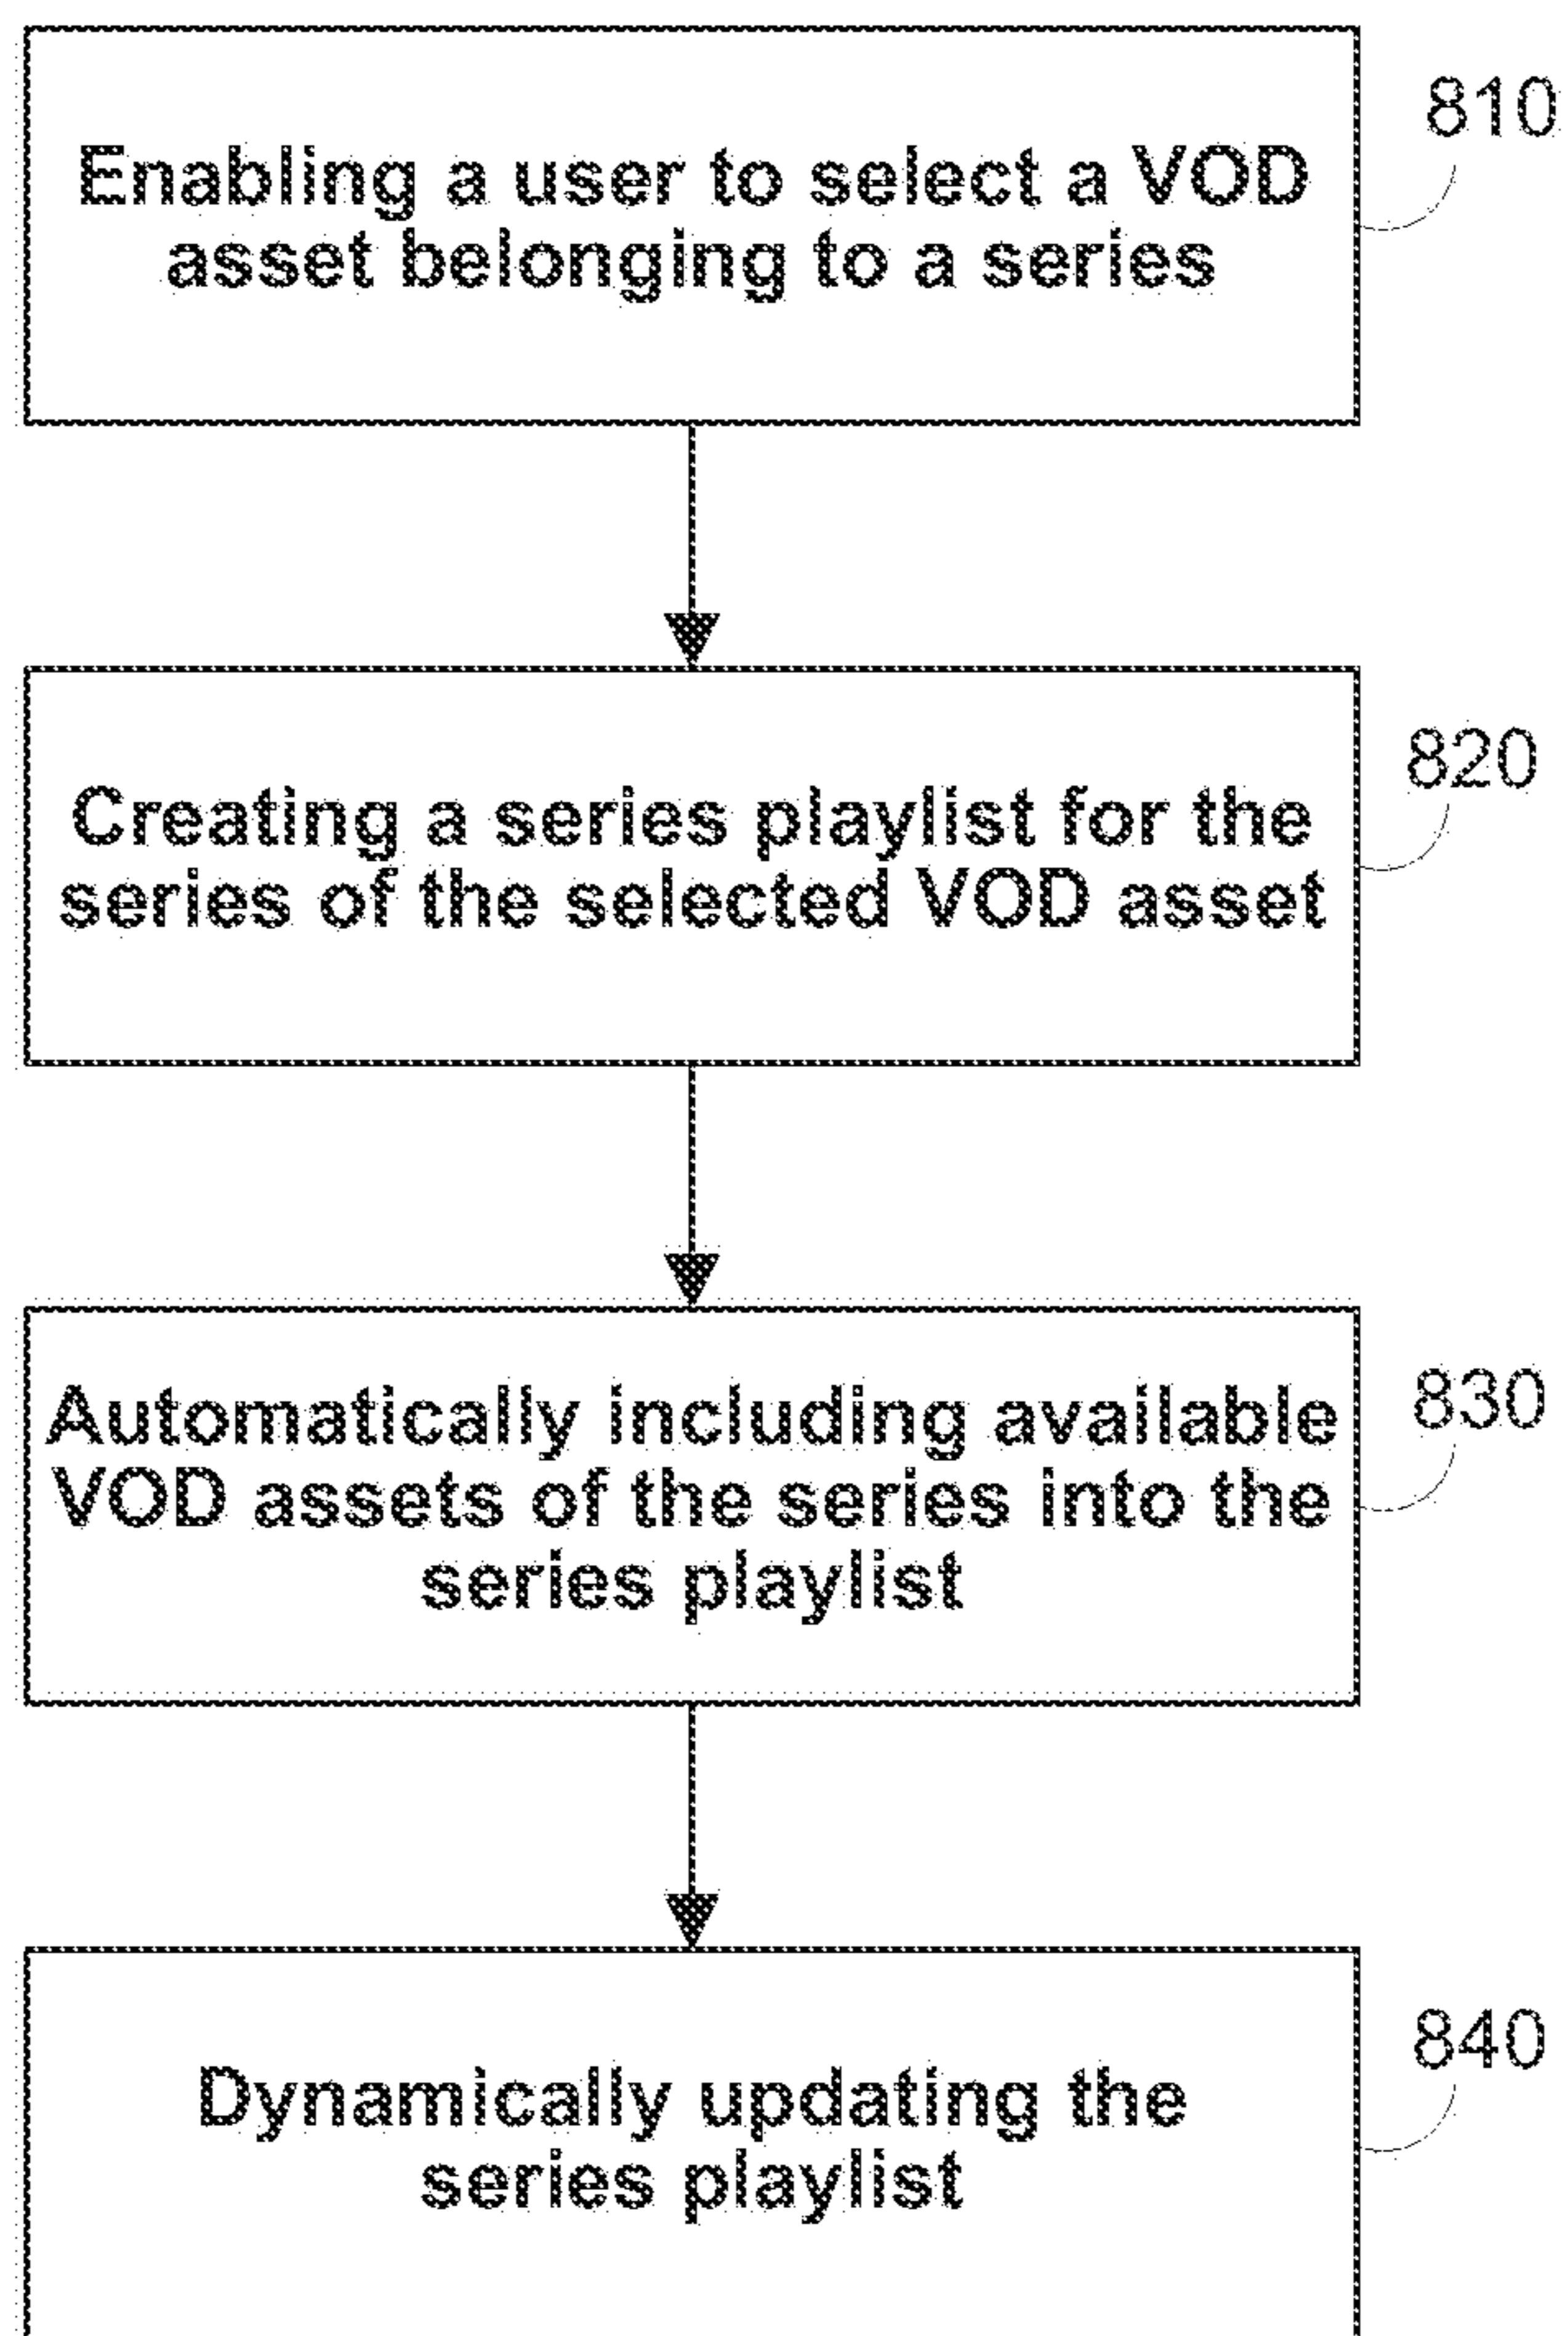 810
Enabling a user to select a VOD
asset belonging to a series
820
Creating a series playlist for the
series of the selected VOD asset
830
Automatically including available
VOD assets of the series into the
series playlist
840
Dynamically updating the
series playlist